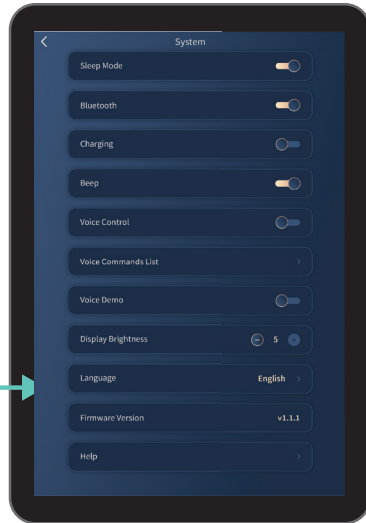 System
Sleep Mode
Bluetooth
Charging
Beep
Voice Control
Voice Commands List
Voice Demo
Display Brightness 5
Language English
Firmware Version v1.1.1
Help